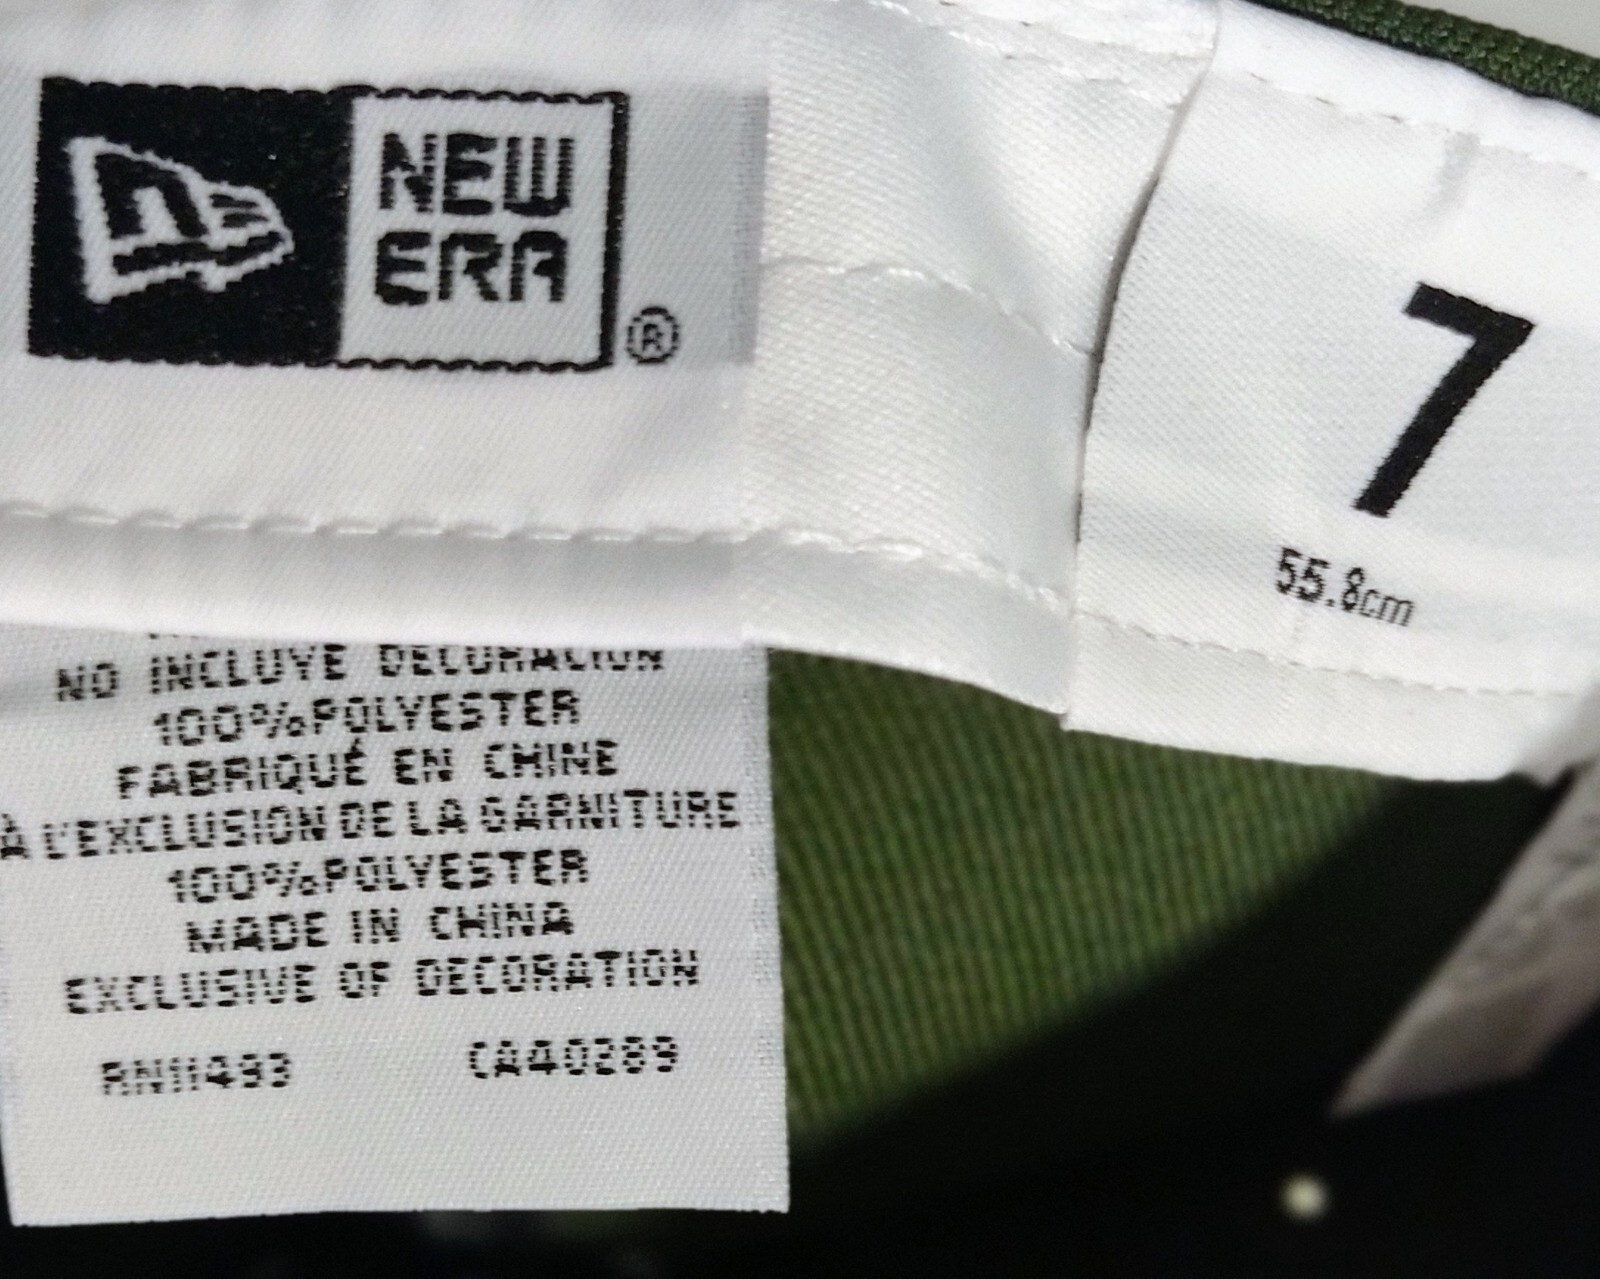 NEW
ERA
®
7
55.8cm
NO INCLUYE DECORACION
100%POLYESTER
FABRIQUÉ EN CHINE
À L'EXCLUSION DE LA GARNITURE
100%POLYESTER
MADE IN CHINA
EXCLUSIVE OF DECORATION
RN11493 CA40289